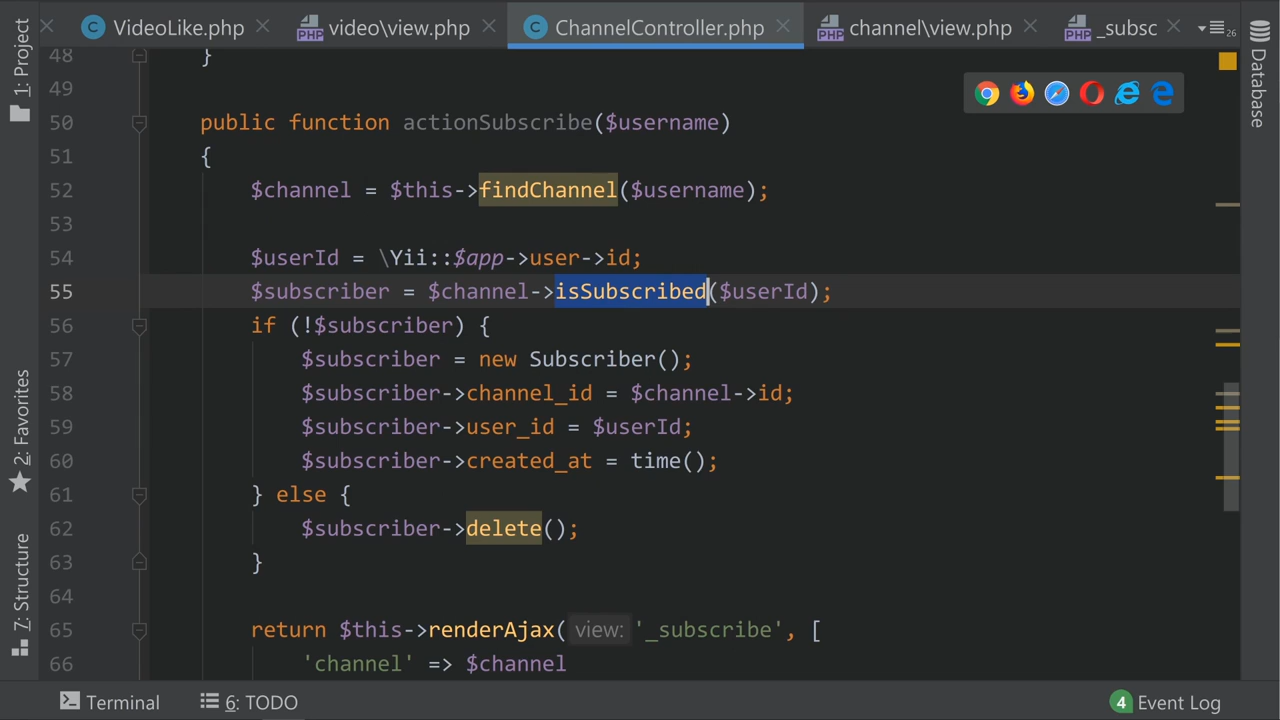 VideoLike.php
video\view.php
ChannelController.php
channel\view.php
_subsc
26
1: Project
2: Favorites
7: Structure
Database
48 }
49
50 public function actionSubscribe($username)
51 {
52 $channel = $this->findChannel($username);
53
54 $userId = \Yii::$app->user->id;
55 $subscriber = $channel->isSubscribed($userId);
56 if (!$subscriber) {
57 $subscriber = new Subscriber();
58 $subscriber->channel_id = $channel->id;
59 $subscriber->user_id = $userId;
60 $subscriber->created_at = time();
61 } else {
62 $subscriber->delete();
63 }
64
65 return $this->renderAjax( view: '_subscribe', [
66 'channel' => $channel
Terminal
6: TODO
4 Event Log